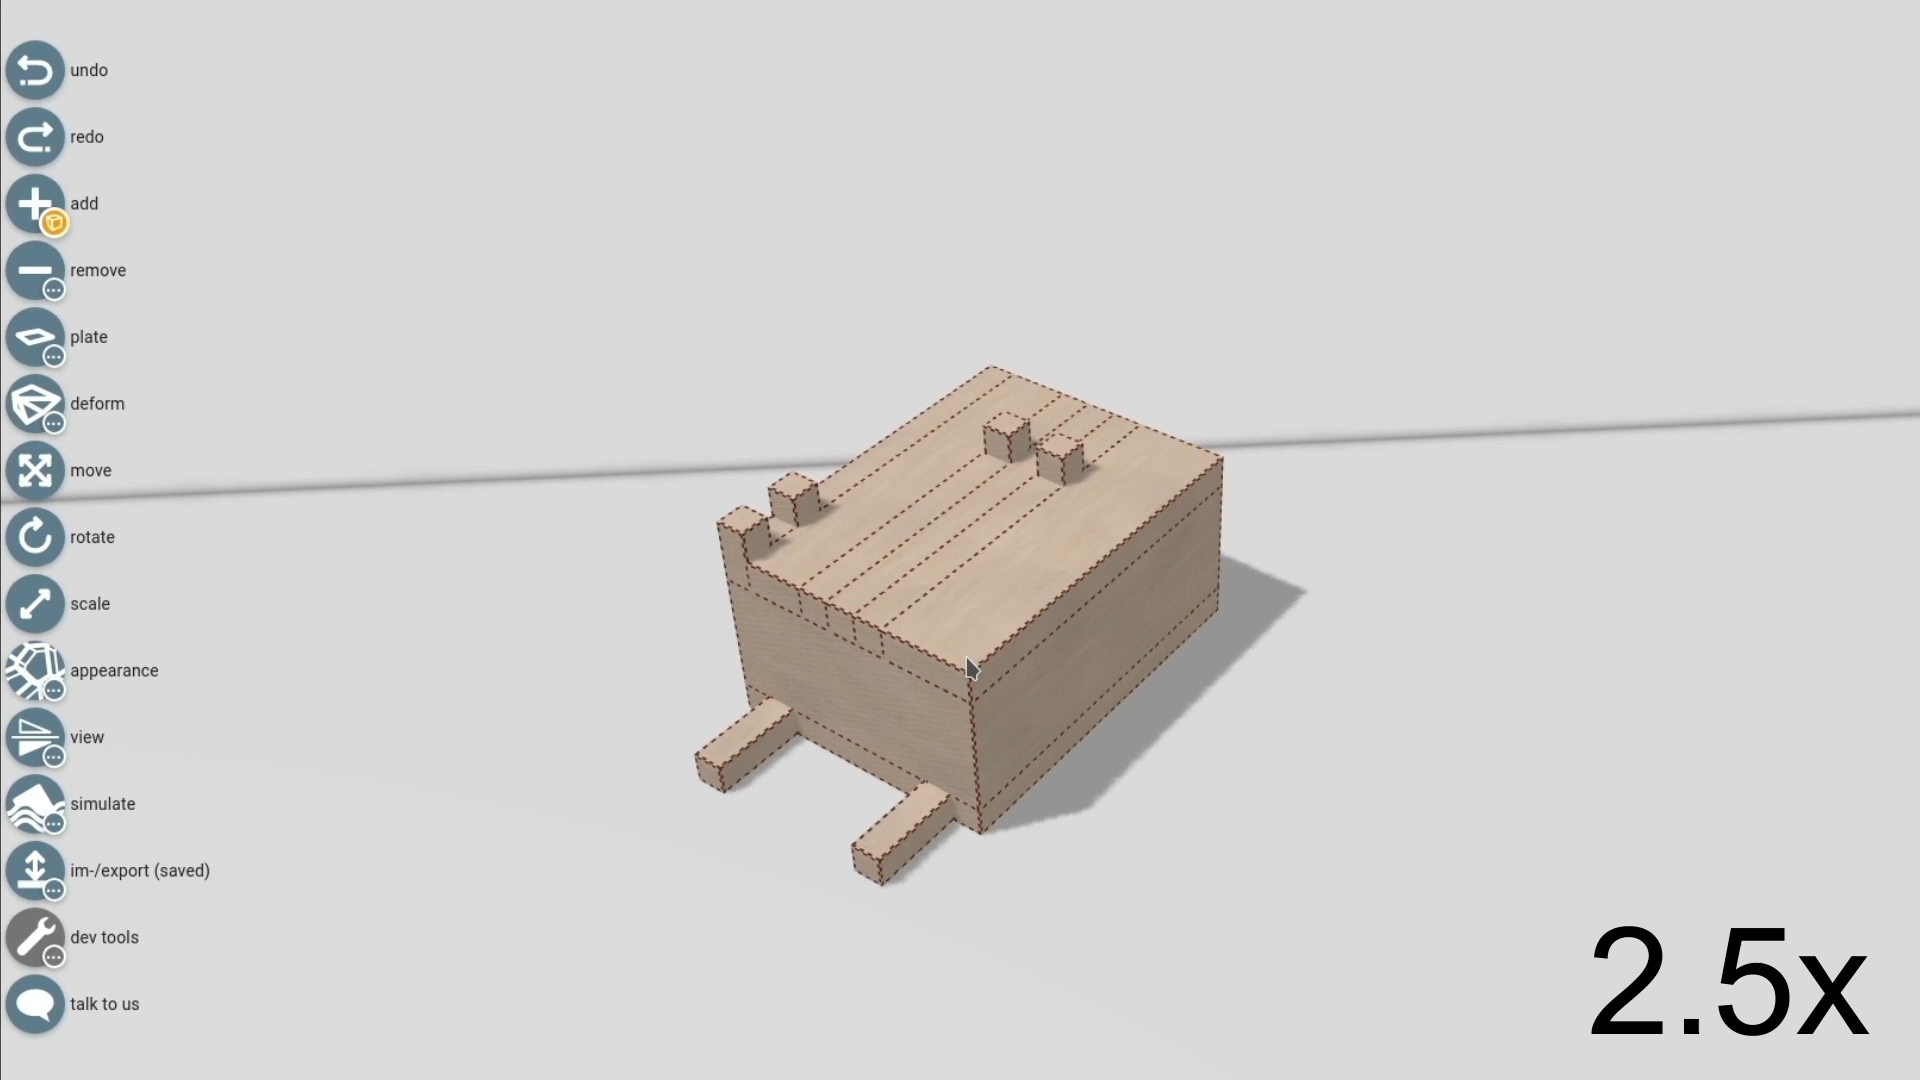 undo
redo
add
remove
plate
deform
move
rotate
scale
appearance
view
simulate
im-/export (saved)
dev tools
talk to us
2.5x